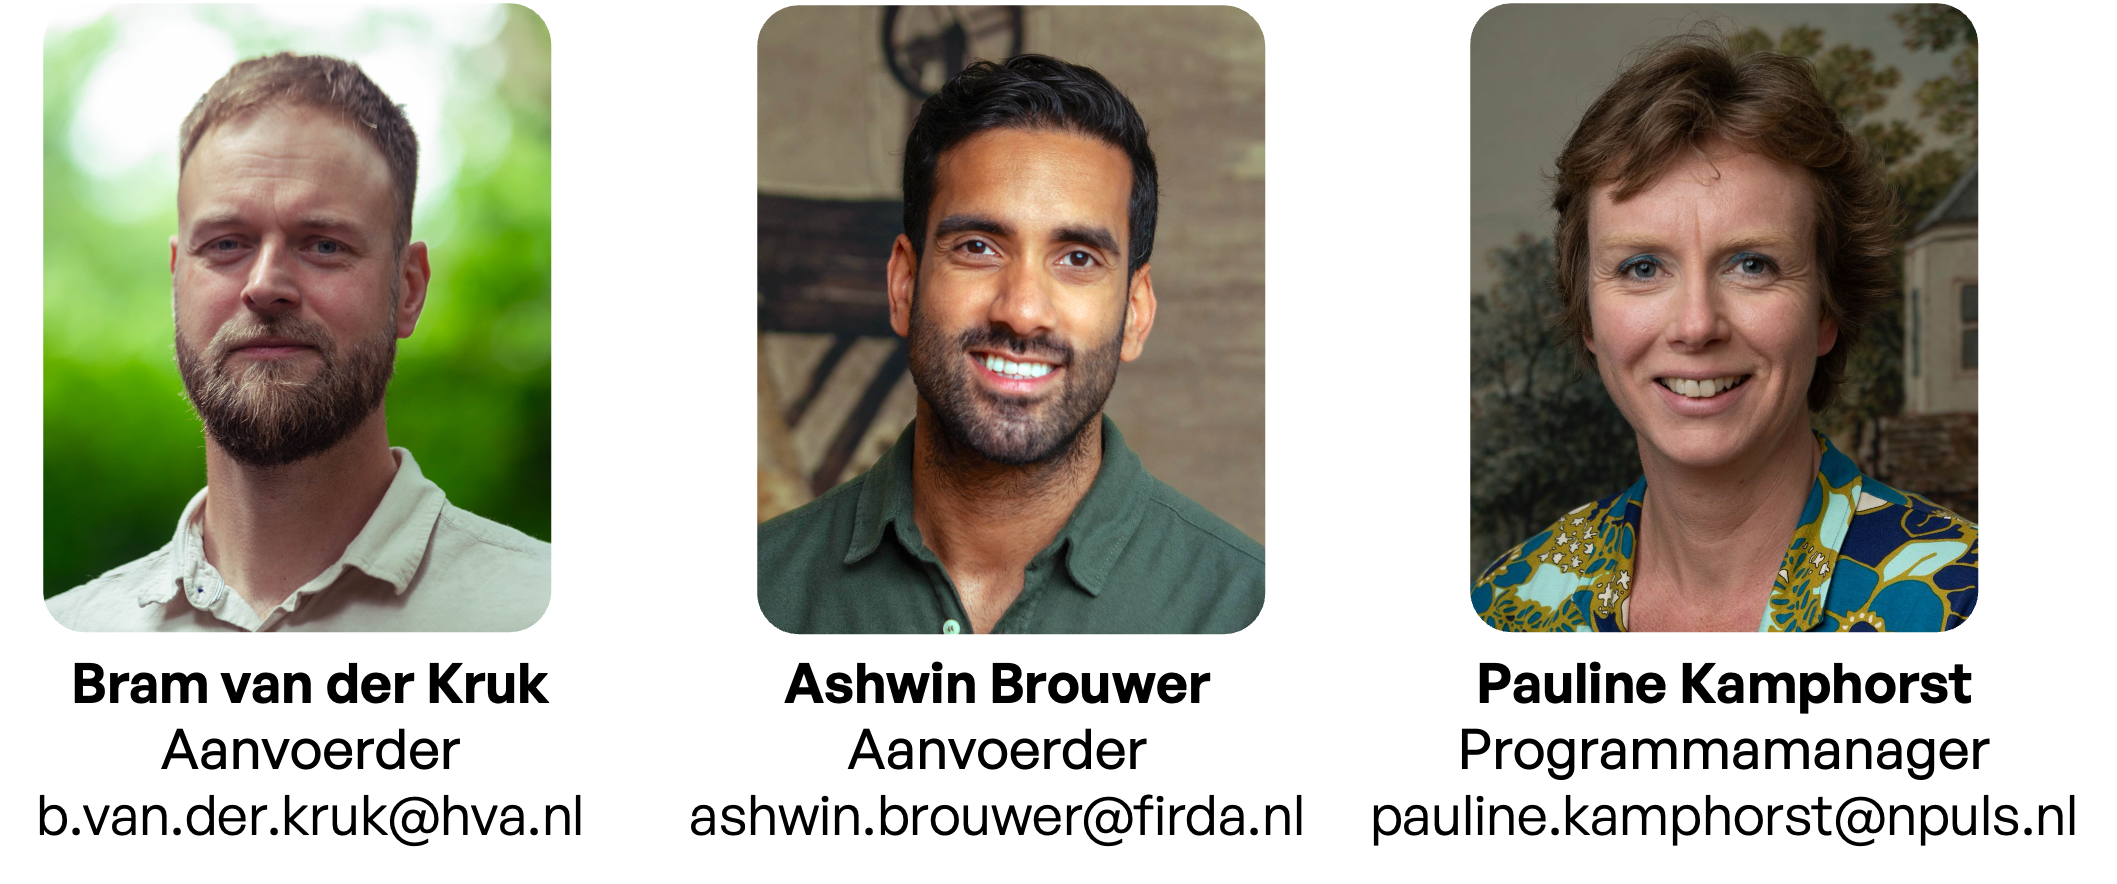 Bram van der Kruk
Aanvoerder
b.van.der.kruk@hva.nl
Ashwin Brouwer
Aanvoerder
ashwin.brouwer@firda.nl
Pauline Kamphorst
Programmamanager
pauline.kamphorst@npuls.nl